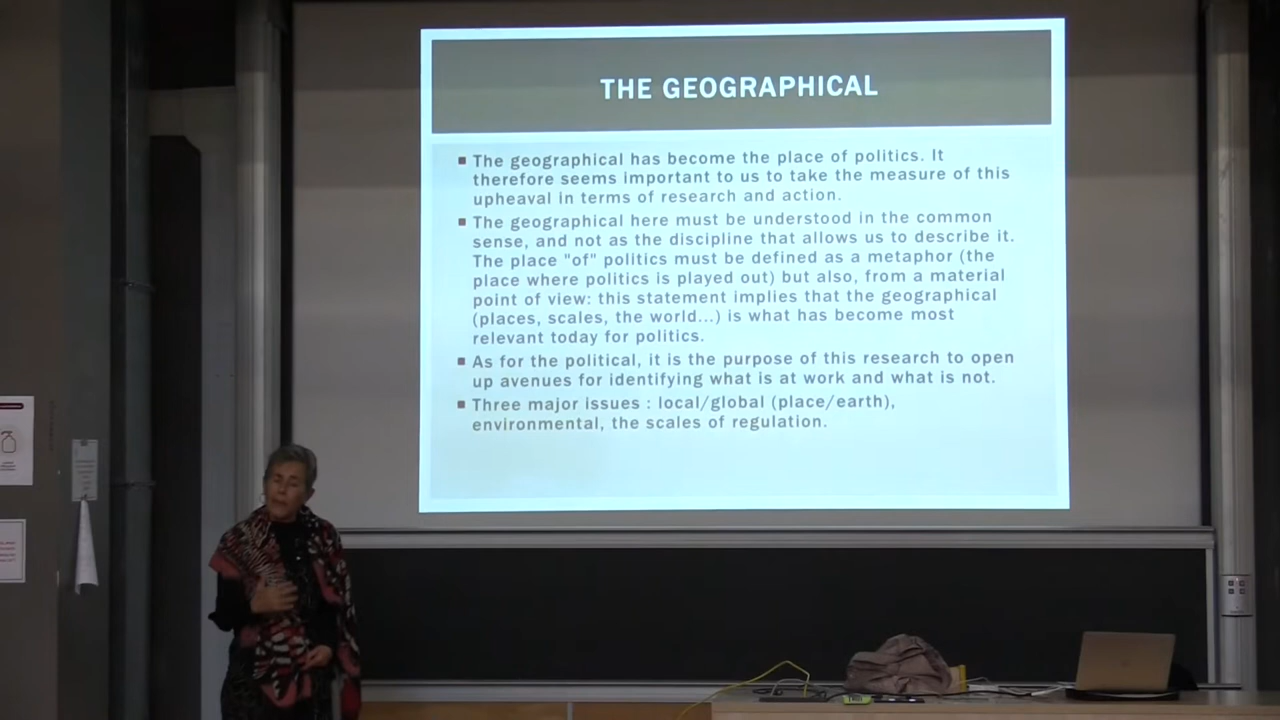 THE GEOGRAPHICAL
The geographical has become the place of politics. It
therefore seems important to us to take the measure of this
upheaval in terms of research and action.
The geographical here must be understood in the common
sense, and not as the discipline that allows us to describe it.
The place "of" politics must be defined as a metaphor (the
place where politics is played out) but also, from a material
point of view: this statement implies that the geographical
(places, scales, the world...) is what has become most
relevant today for politics.
As for the political, it is the purpose of this research to open
up avenues for identifying what is at work and what is not.
Three major issues : local/global (place/earth),
environmental, the scales of regulation.